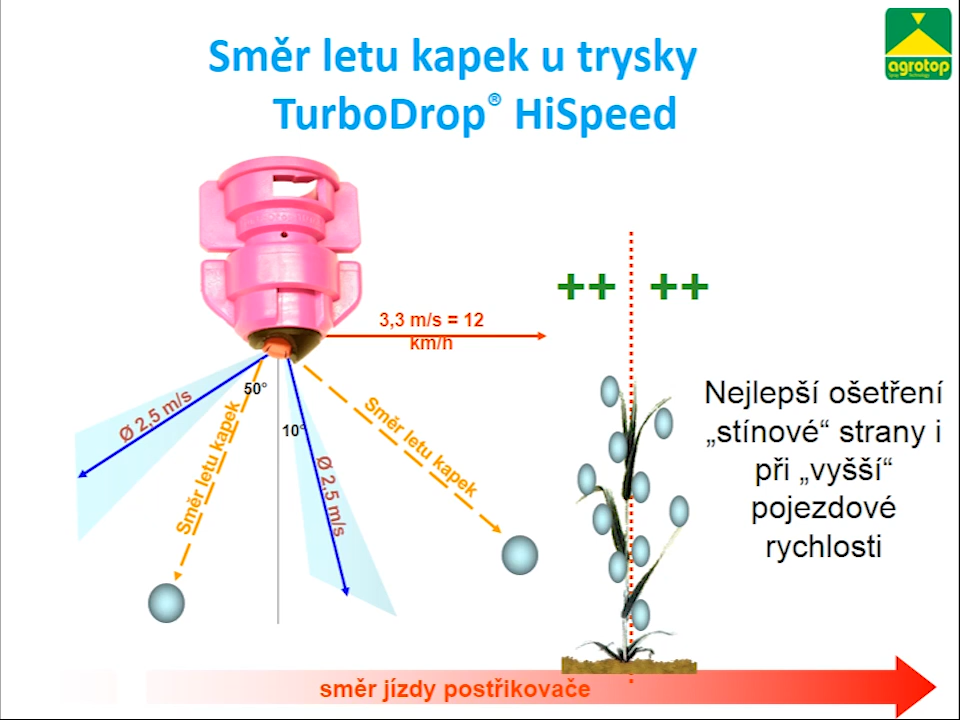 Směr letu kapek u trysky
TurboDrop® HiSpeed
agrotop
++ ++
3,3 m/s = 12
km/h
50°
10°
Ø 2,5 m/s
Směr letu kapek
Ø 2,5 m/s
Směr letu kapek
Nejlepší ošetření
„stínové“ strany i
při „vyšší“
pojezdové
rychlosti
směr jízdy postřikovače